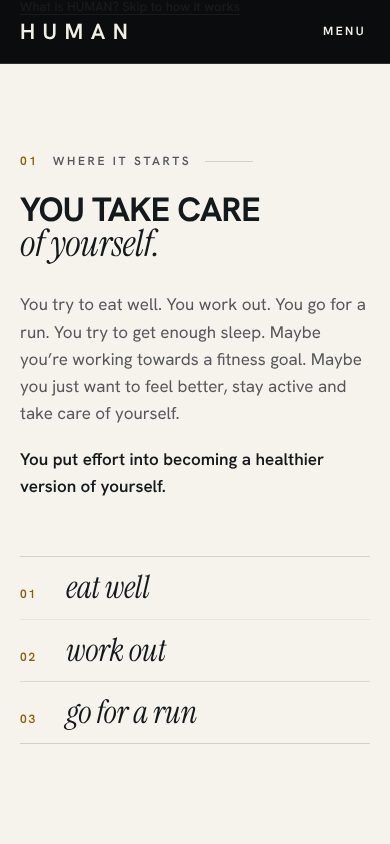 What is HUMAN? Skip to how it works
HUMAN
MENU
01 WHERE IT STARTS
YOU TAKE CARE
of yourself.
You try to eat well. You work out. You go for a
run. You try to get enough sleep. Maybe
you’re working towards a fitness goal. Maybe
you just want to feel better, stay active and
take care of yourself.
You put effort into becoming a healthier
version of yourself.
01 eat well
02 work out
03 go for a run